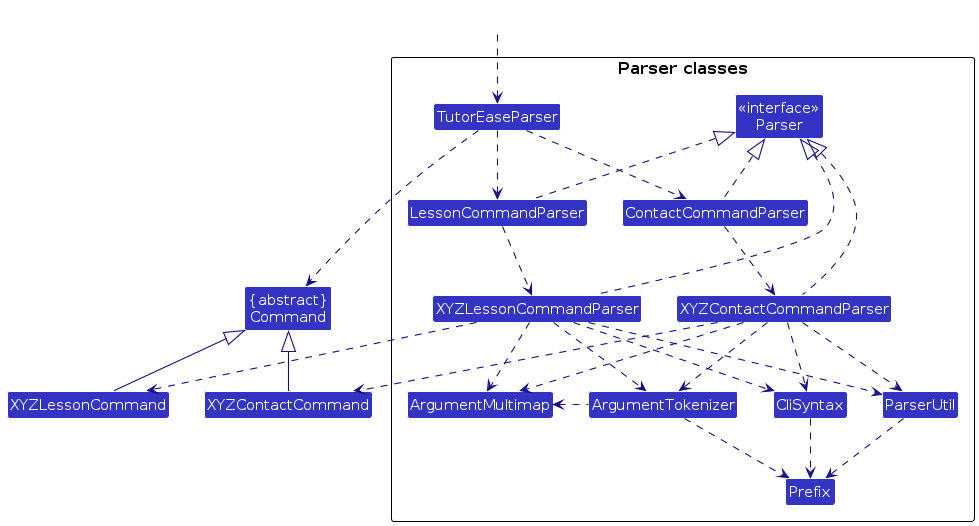 Parser classes
TutorEaseParser
«interface»
Parser
LessonCommandParser
ContactCommandParser
{abstract}
Command
XYZLessonCommandParser
XYZContactCommandParser
XYZLessonCommand
XYZContactCommand
ArgumentMultimap
ArgumentTokenizer
CliSyntax
ParserUtil
Prefix